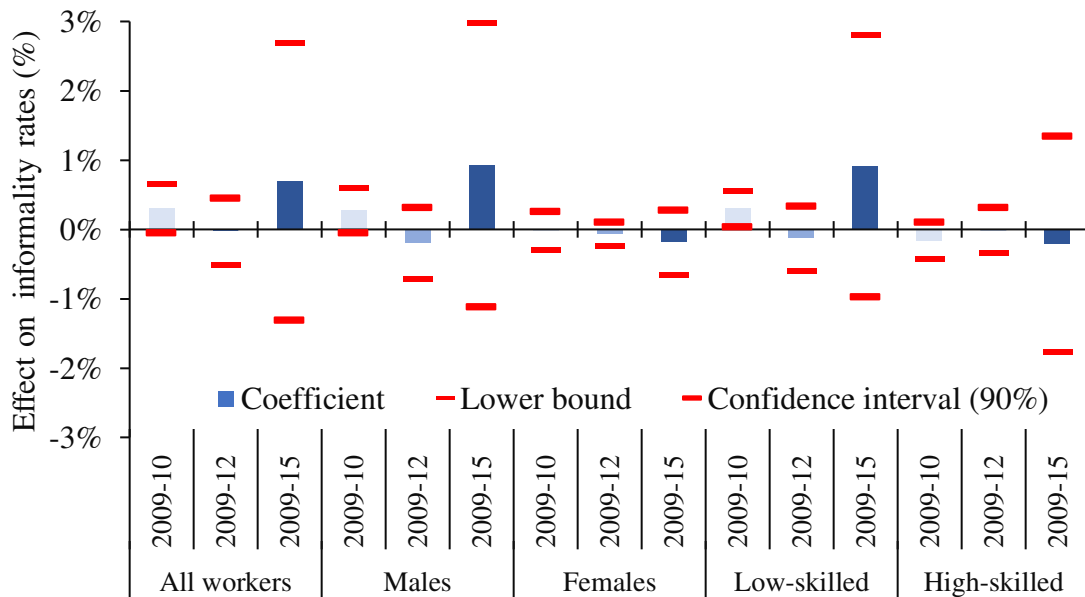 Effect on informality rates (%)
3%
2%
1%
0%
-1%
-2%
-3%
Coefficient Lower bound Confidence interval (90%)
2009-10 2009-12 2009-15 2009-10 2009-12 2009-15 2009-10 2009-12 2009-15 2009-10 2009-12 2009-15 2009-10 2009-12 2009-15
All workers Males Females Low-skilled High-skilled